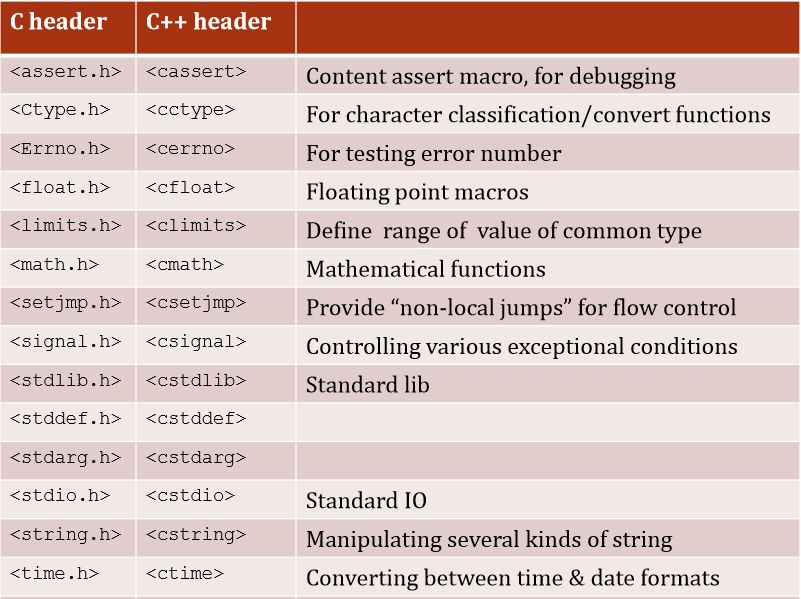 C header C++ header
<assert.h> <cassert> Content assert macro, for debugging
<Ctype.h> <cctype> For character classification/convert functions
<Errno.h> <cerrno> For testing error number
<float.h> <cfloat> Floating point macros
<limits.h> <climits> Define range of value of common type
<math.h> <cmath> Mathematical functions
<setjmp.h> <csetjmp> Provide “non-local jumps” for flow control
<signal.h> <csignal> Controlling various exceptional conditions
<stdlib.h> <cstdlib> Standard lib
<stddef.h> <cstddef>
<stdarg.h> <cstdarg>
<stdio.h> <cstdio> Standard IO
<string.h> <cstring> Manipulating several kinds of string
<time.h> <ctime> Converting between time & date formats